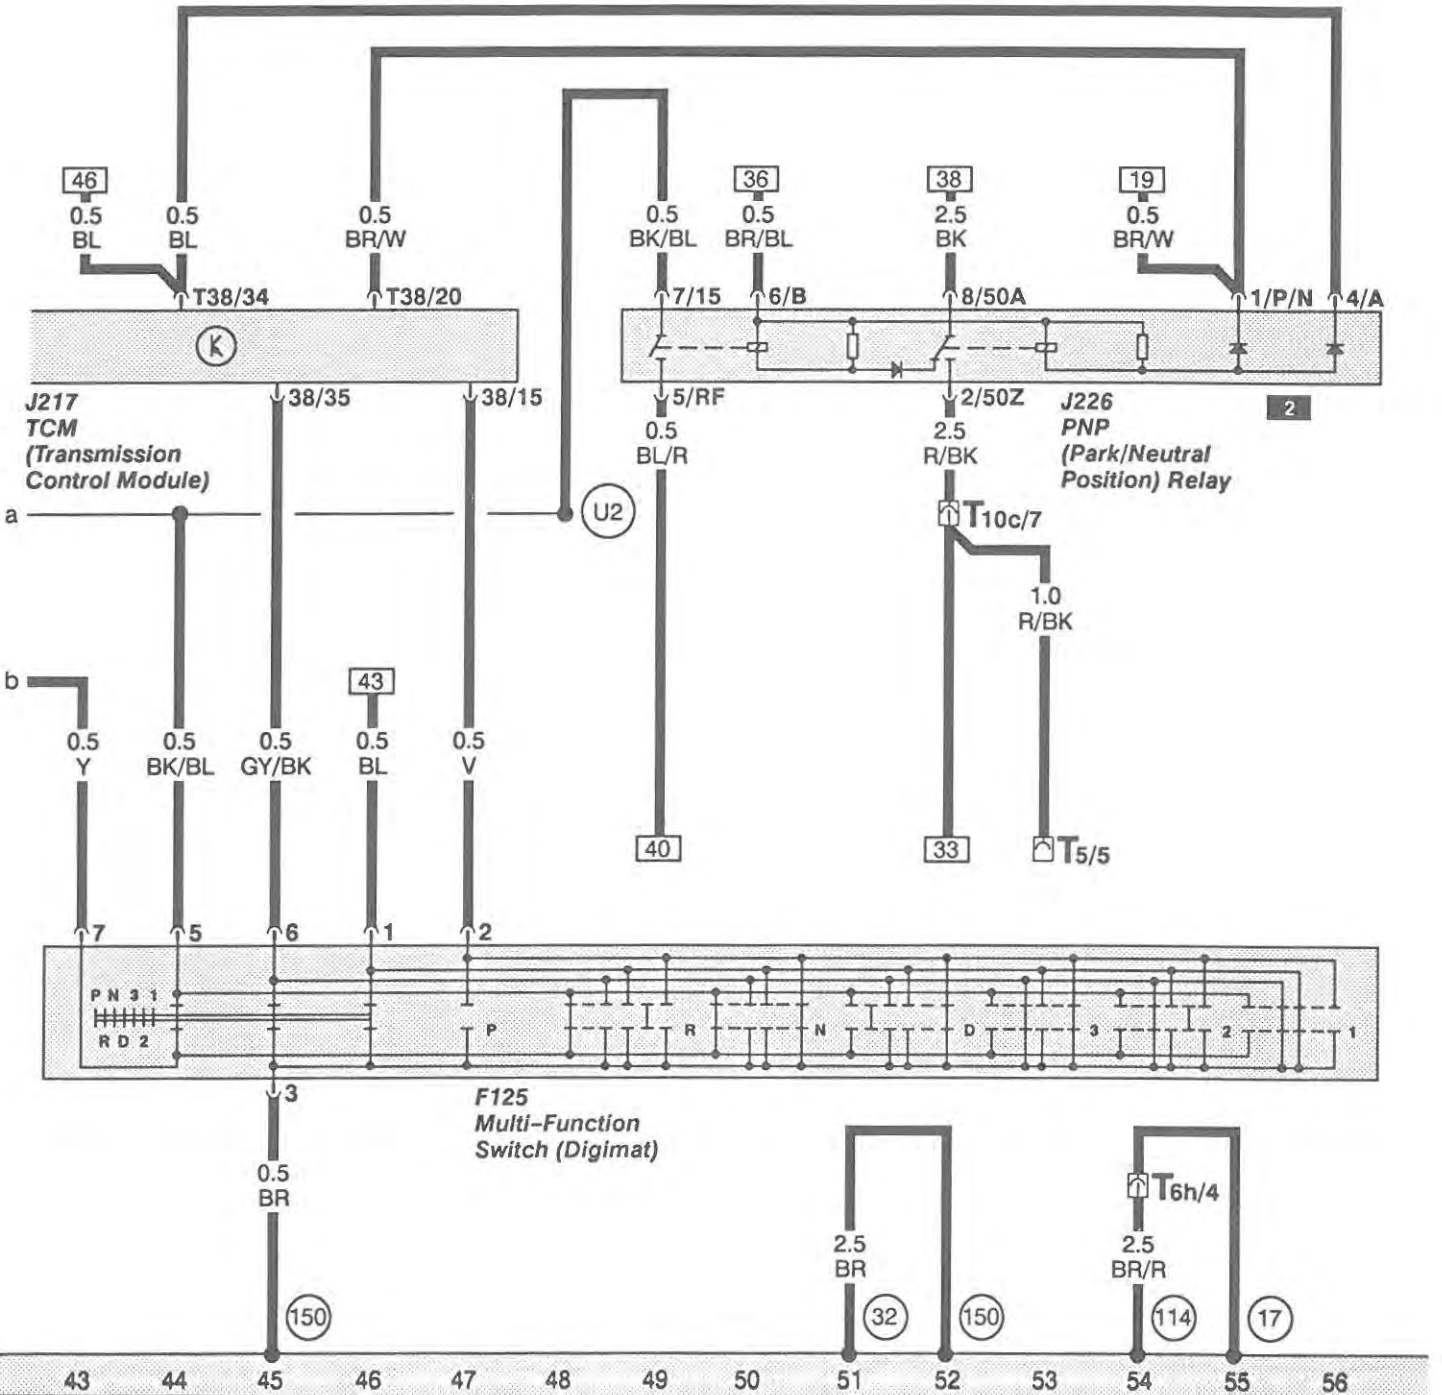 46 36 38 19
0.5 0.5 0.5 0.5 0.5 2.5 0.5
BL BL BR/W BK/BL BR/BL BK BR/W
T38/34 T38/20 7/15 6/B 8/50A 1/P/N 4/A
K
38/35 38/15 5/RF 2/50Z
J217
TCM
(Transmission
Control Module)
0.5
BL/R
2.5
R/BK
J226
PNP
(Park/Neutral
Position) Relay
2
a
U2
T10c/7
1.0
R/BK
b
43
0.5 0.5 0.5 0.5 0.5
Y BK/BL GY/BK BL V
40 33 T5/5
7 5 6 1 2
P N 3 1
R D 2
P R N D 3 2 1
3
F125
Multi-Function
Switch (Digimat)
0.5
BR
T6h/4
2.5
BR
2.5
BR/R
150 32 150 114 17
43 44 45 46 47 48 49 50 51 52 53 54 55 56